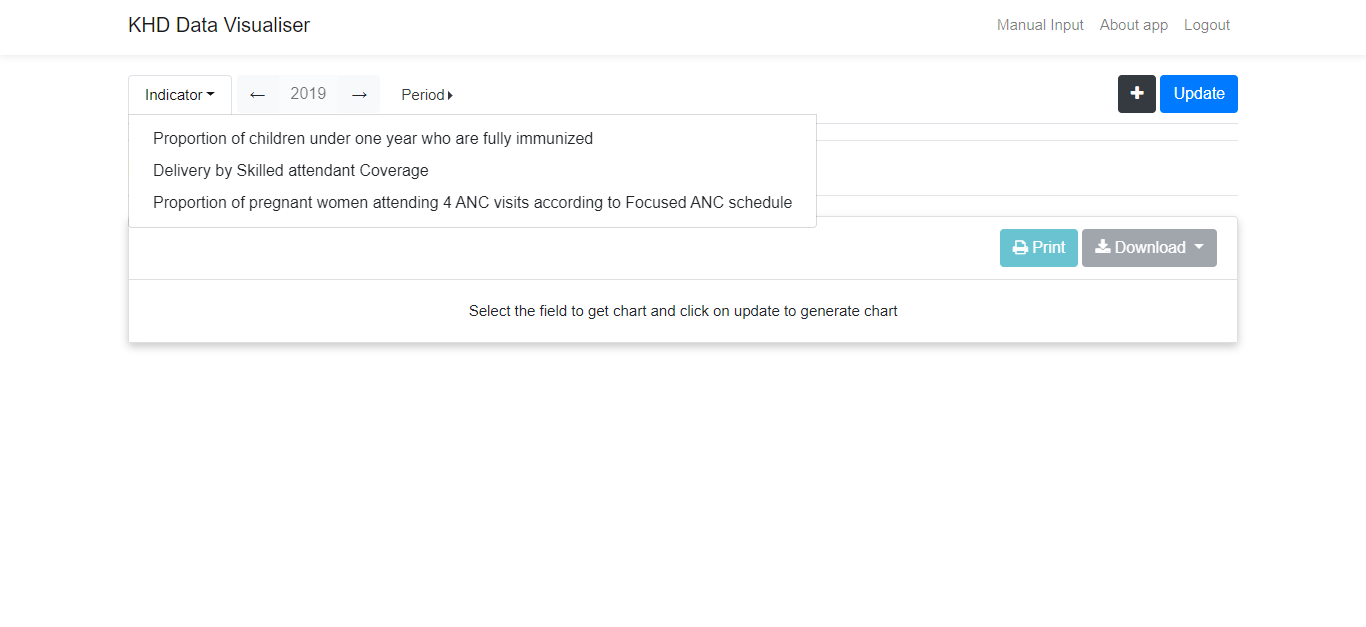 KHD Data Visualiser
Manual Input About app Logout
Indicator ← 2019 → Period
Update
Proportion of children under one year who are fully immunized
Delivery by Skilled attendant Coverage
Proportion of pregnant women attending 4 ANC visits according to Focused ANC schedule
Print Download
Select the field to get chart and click on update to generate chart